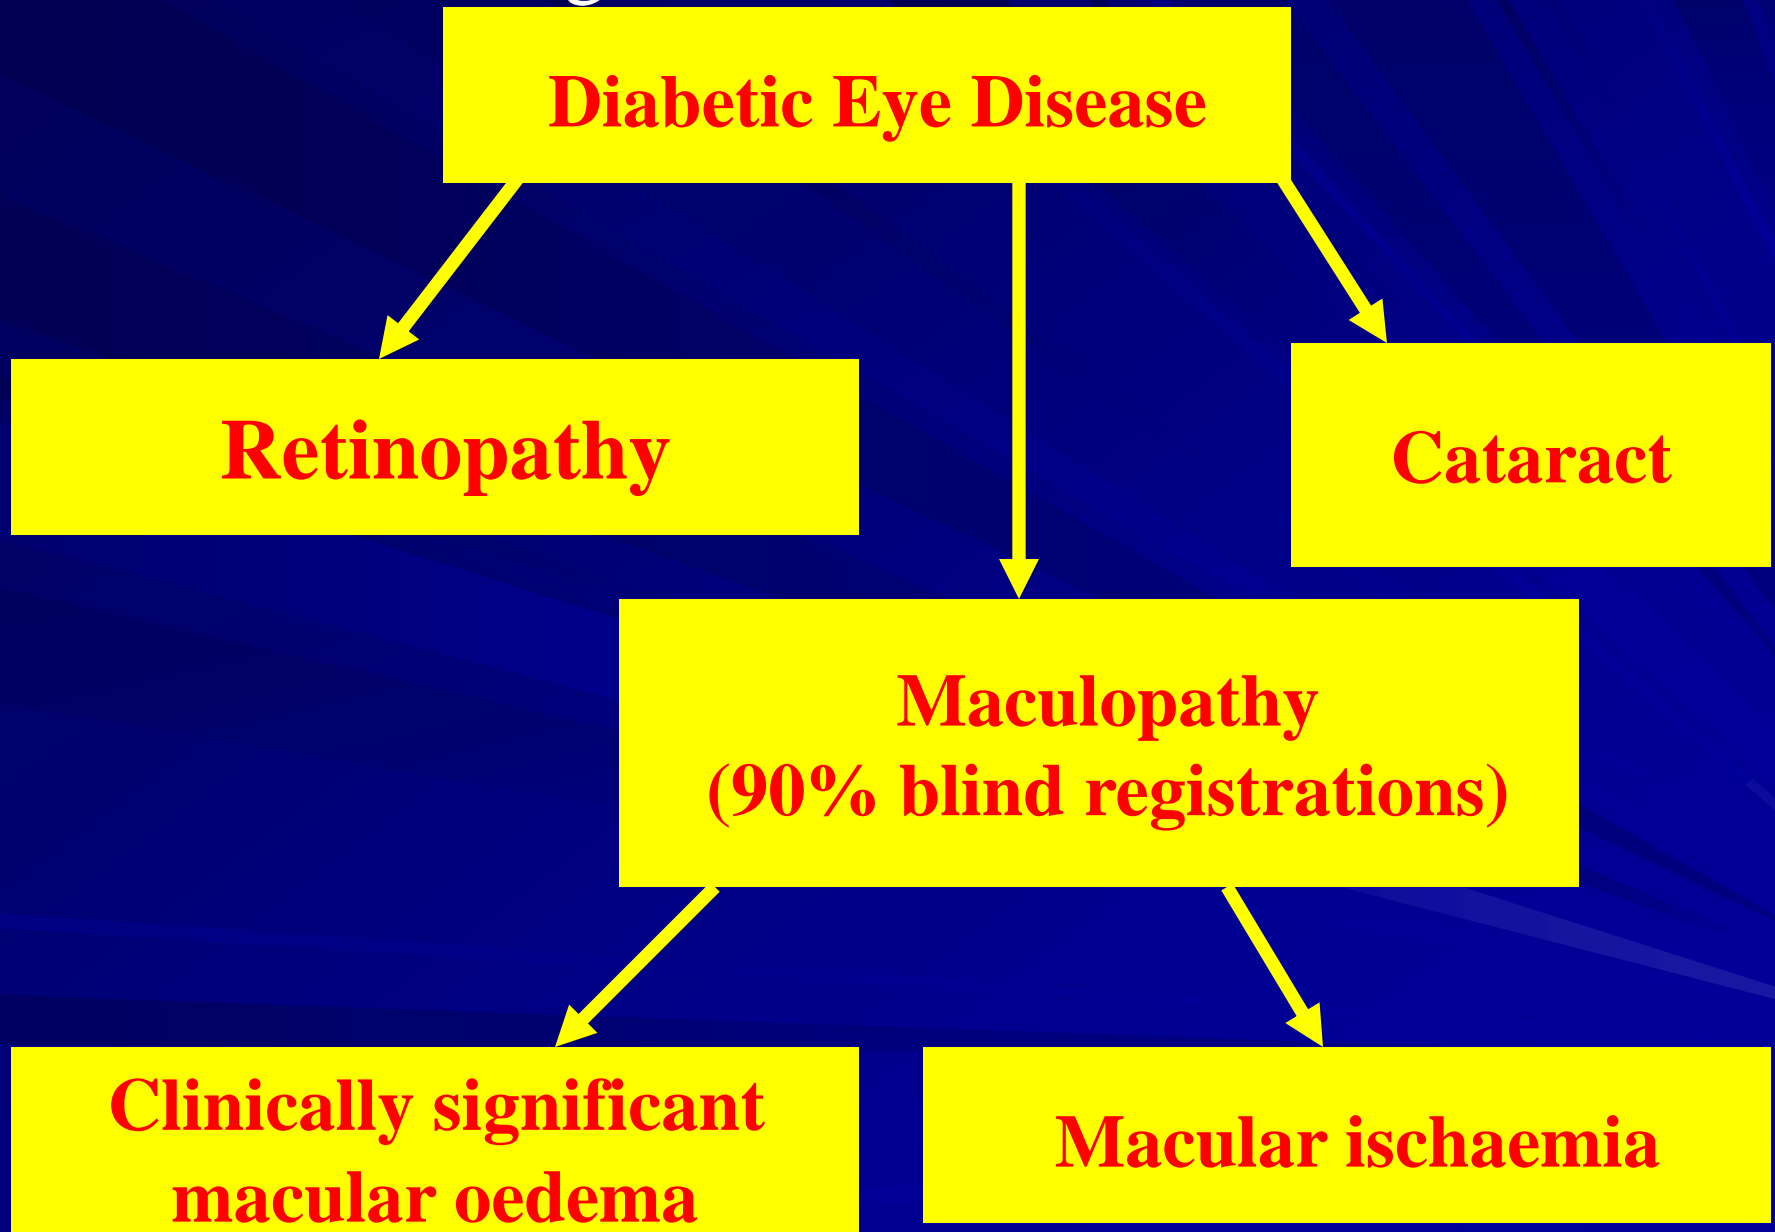 Diabetic Eye Disease
Retinopathy
Cataract
Maculopathy
(90% blind registrations)
Clinically significant
macular oedema
Macular ischaemia